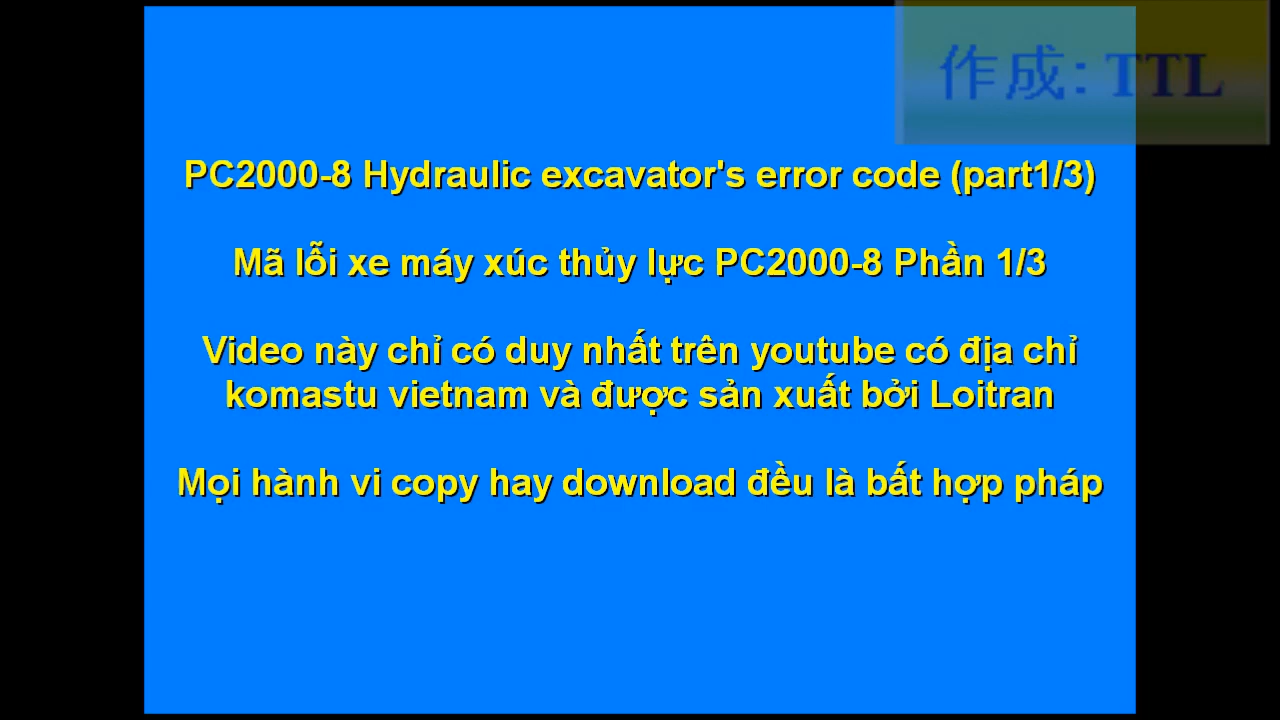 作成: TTL
PC2000-8 Hydraulic excavator's error code (part1/3)
Mã lỗi xe máy xúc thủy lực PC2000-8 Phần 1/3
Video này chỉ có duy nhất trên youtube có địa chỉ
komastu vietnam và được sản xuất bởi Loitran
Mọi hành vi copy hay download đều là bất hợp pháp